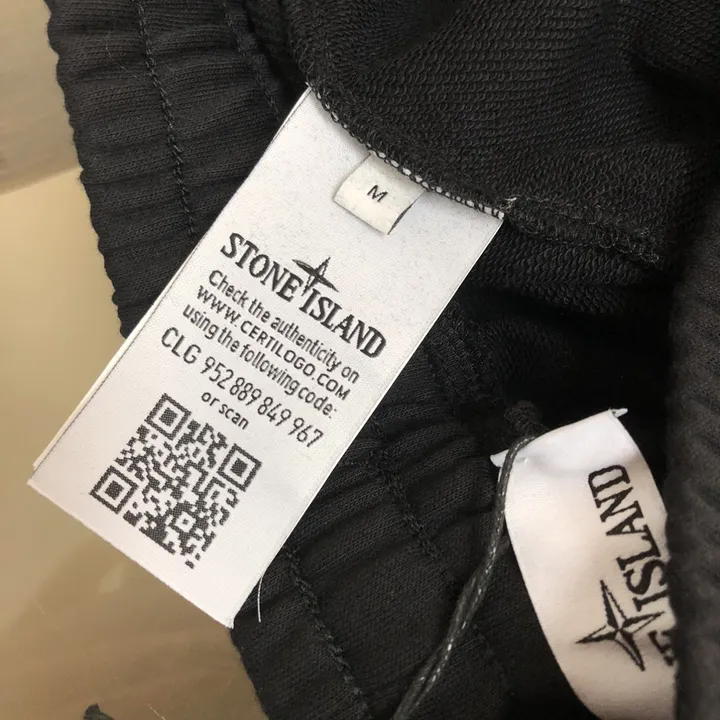 M
STONE ISLAND
Check the authenticity on
WWW.CERTILOGO.COM
using the following code:
CLG 952 889 849 967
or scan
ISLAND